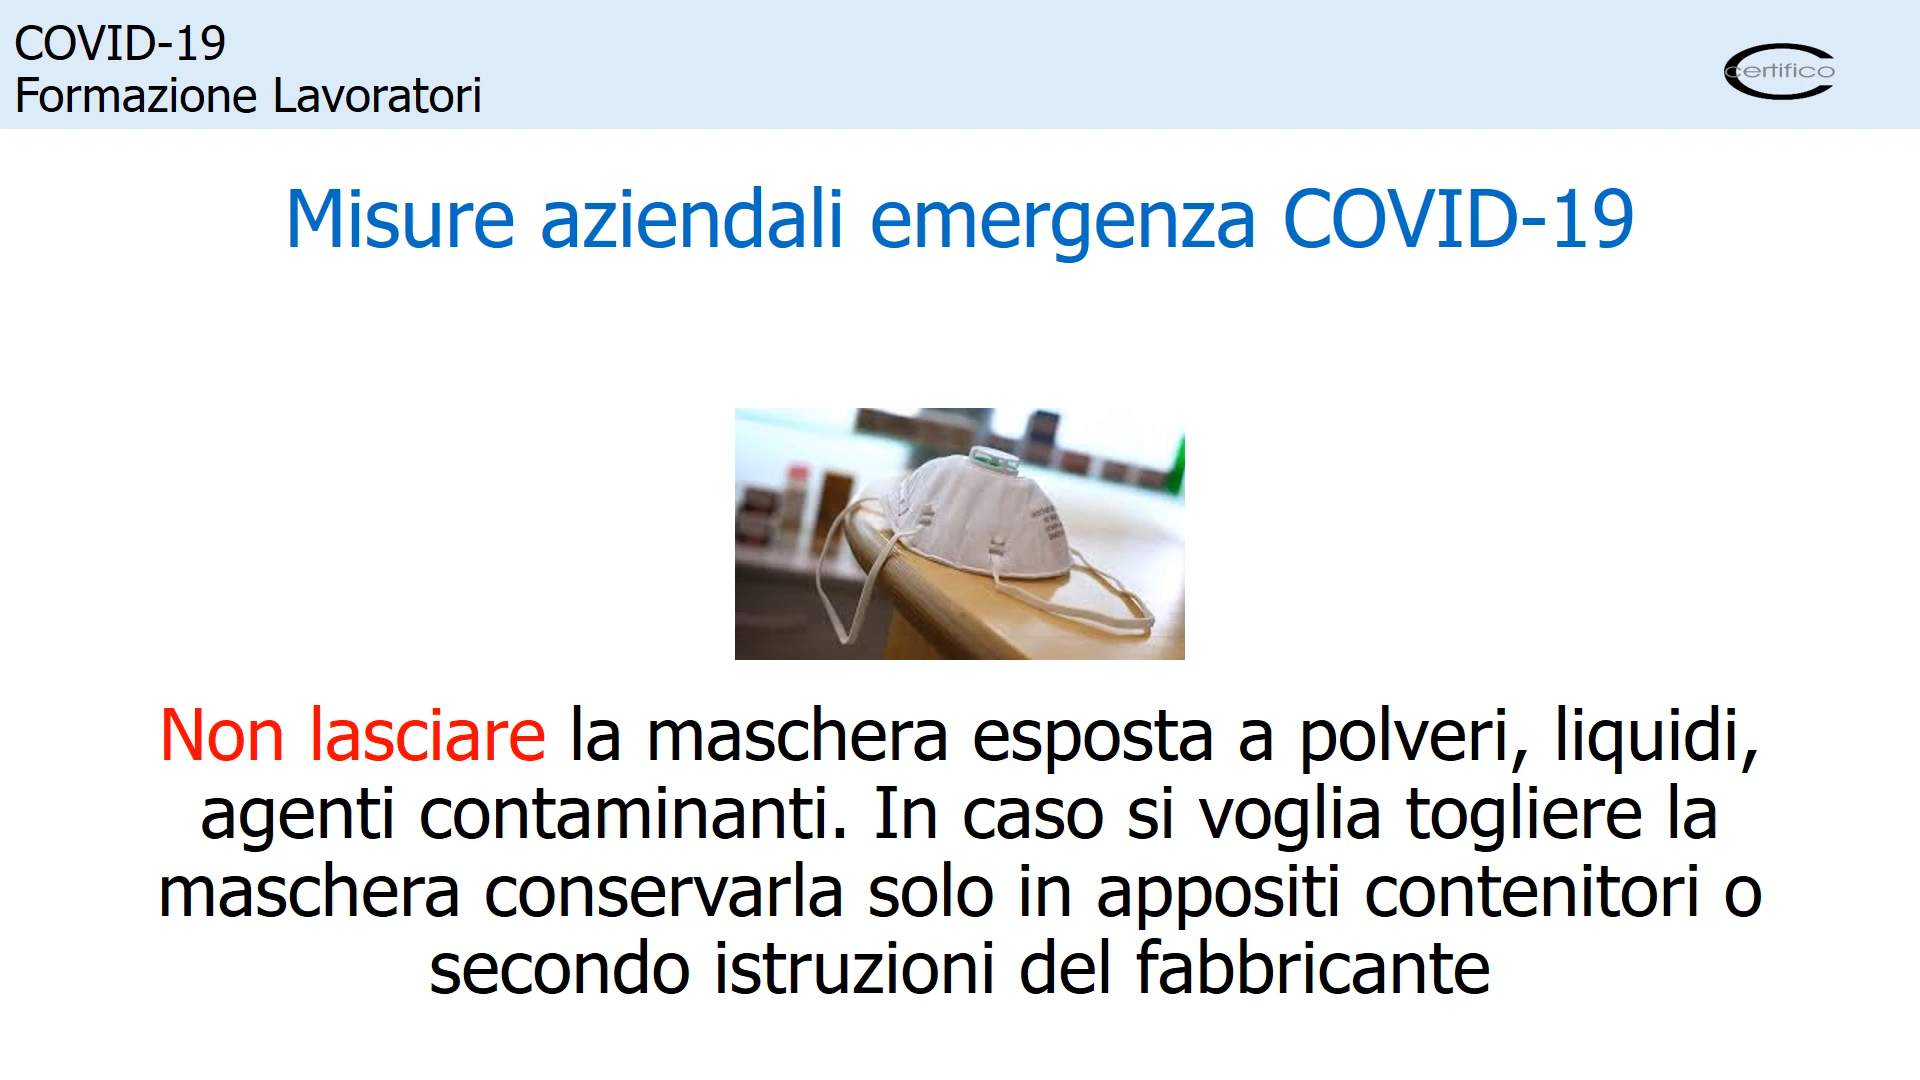 COVID-19
Formazione Lavoratori
certifico
Misure aziendali emergenza COVID-19
Non lasciare la maschera esposta a polveri, liquidi,
agenti contaminanti. In caso si voglia togliere la
maschera conservarla solo in appositi contenitori o
secondo istruzioni del fabbricante